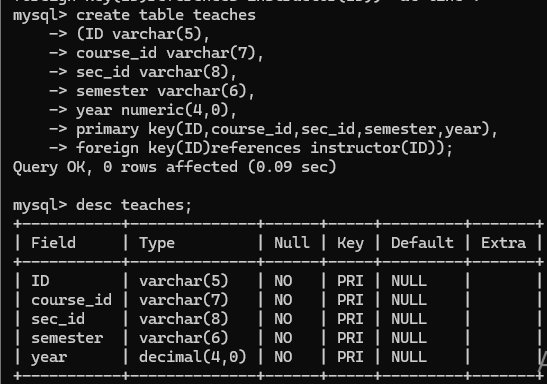 mysql> create table teaches
    -> (ID varchar(5),
    -> course_id varchar(7),
    -> sec_id varchar(8),
    -> semester varchar(6),
    -> year numeric(4,0),
    -> primary key(ID,course_id,sec_id,semester,year),
    -> foreign key(ID)references instructor(ID));
Query OK, 0 rows affected (0.09 sec)

mysql> desc teaches;
+-----------+--------------+------+-----+---------+-------+
| Field     | Type         | Null | Key | Default | Extra |
+-----------+--------------+------+-----+---------+-------+
| ID        | varchar(5)   | NO   | PRI | NULL    |       |
| course_id | varchar(7)   | NO   | PRI | NULL    |       |
| sec_id    | varchar(8)   | NO   | PRI | NULL    |       |
| semester  | varchar(6)   | NO   | PRI | NULL    |       |
| year      | decimal(4,0) | NO   | PRI | NULL    |       |
+-----------+--------------+------+-----+---------+-------+